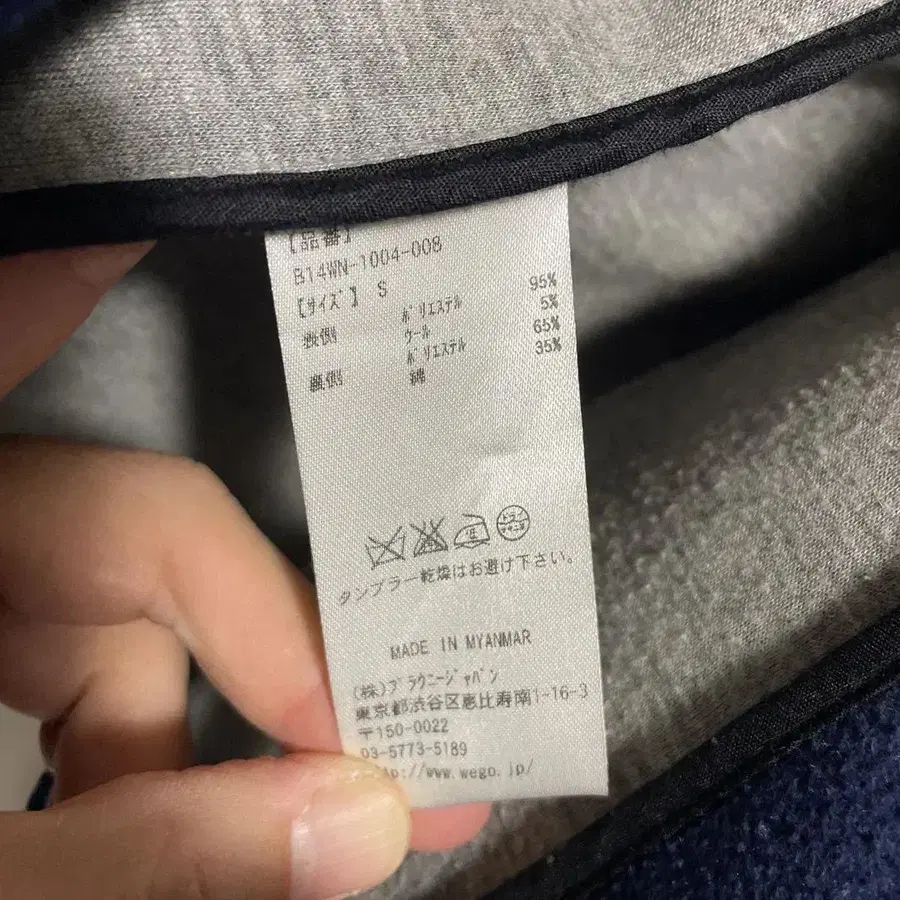 【品番】
B14WN-1004-008
【ｻｲｽﾞ】 S
表側 ﾎﾟﾘｴｽﾃﾙ 95%
ｳｰﾙ 5%
裏側 ﾎﾟﾘｴｽﾃﾙ 65%
綿 35%
ドライ
タンブラー乾燥はお避け下さい。
MADE IN MYANMAR
(株)ﾌﾞﾗｸﾆｰｼﾞｬﾊﾟﾝ
東京都渋谷区恵比寿南1-16-3
〒150-0022
03-5773-5189
p://www.wego.jp/